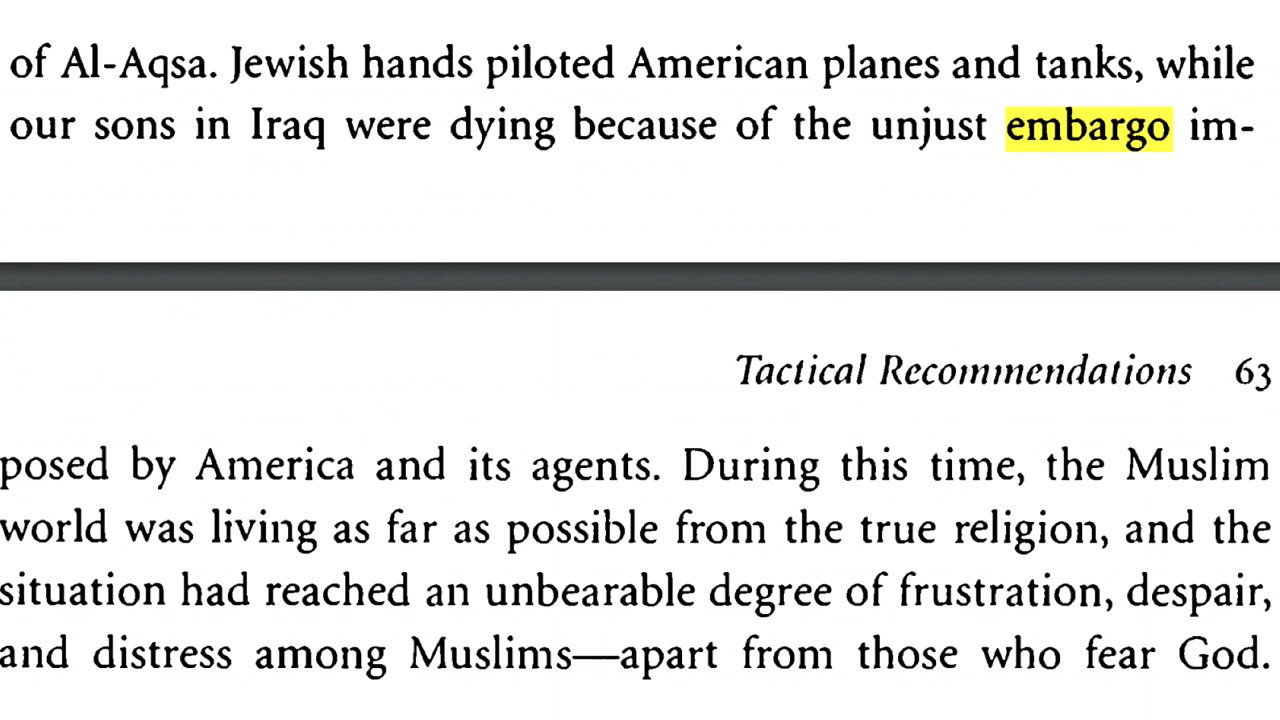 of Al-Aqsa. Jewish hands piloted American planes and tanks, while
our sons in Iraq were dying because of the unjust embargo im-
Tactical Recommendations 63
posed by America and its agents. During this time, the Muslim
world was living as far as possible from the true religion, and the
situation had reached an unbearable degree of frustration, despair,
and distress among Muslims—apart from those who fear God.